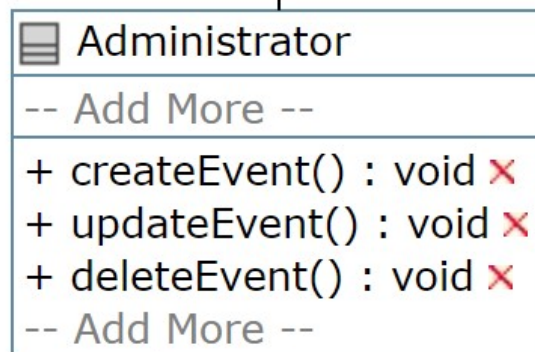 Administrator
-- Add More --
+ createEvent() : void
+ updateEvent() : void
+ deleteEvent() : void
-- Add More --